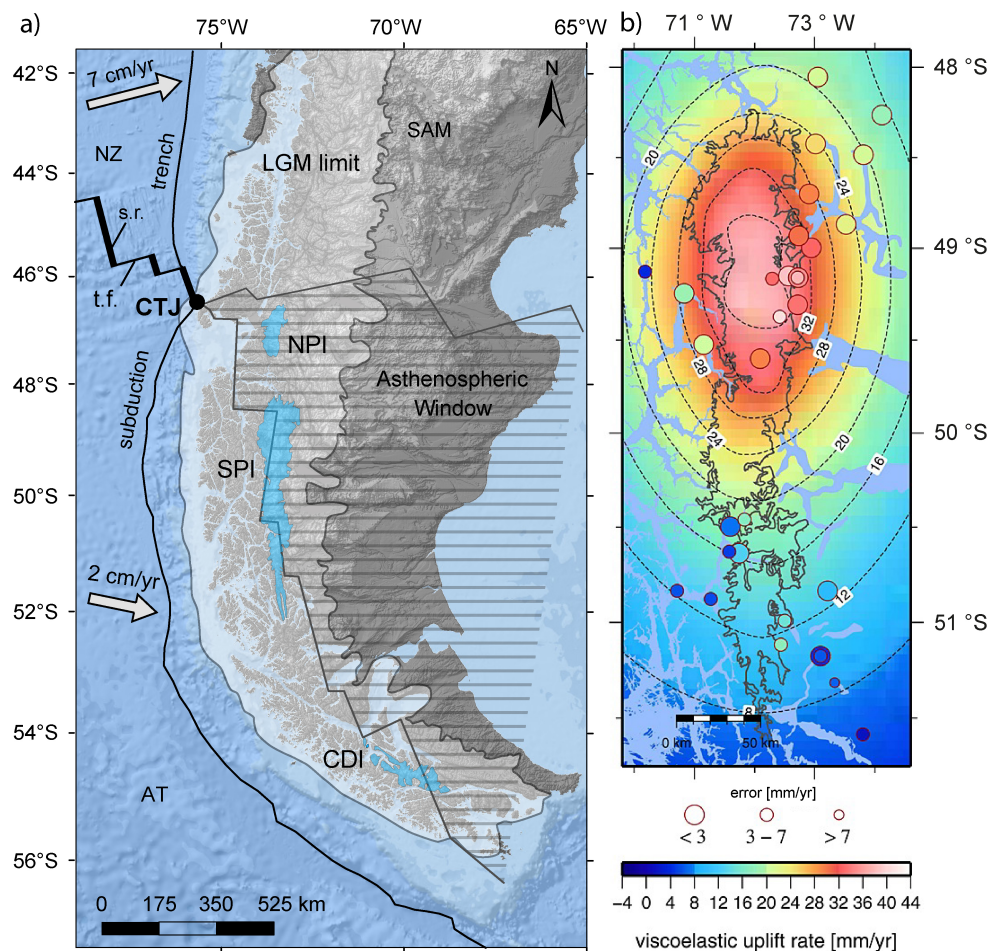 a)
75°W
70°W
65°W
42°S
44°S
46°S
48°S
50°S
52°S
54°S
56°S
7 cm/yr
NZ
trench
s.r.
t.f.
CTJ
LGM limit
SAM
N
NPI
Asthenospheric
Window
subduction
SPI
2 cm/yr
CDI
AT
0 175 350 525 km
b)
71 ° W
73 ° W
48 ° S
49 ° S
50 ° S
51 ° S
20
24
32
28
28
24
20
16
12
8
0 km
50 km
error [mm/yr]
<3
3 – 7
>7
−4 0 4 8 12 16 20 24 28 32 36 40 44
viscoelastic uplift rate [mm/yr]